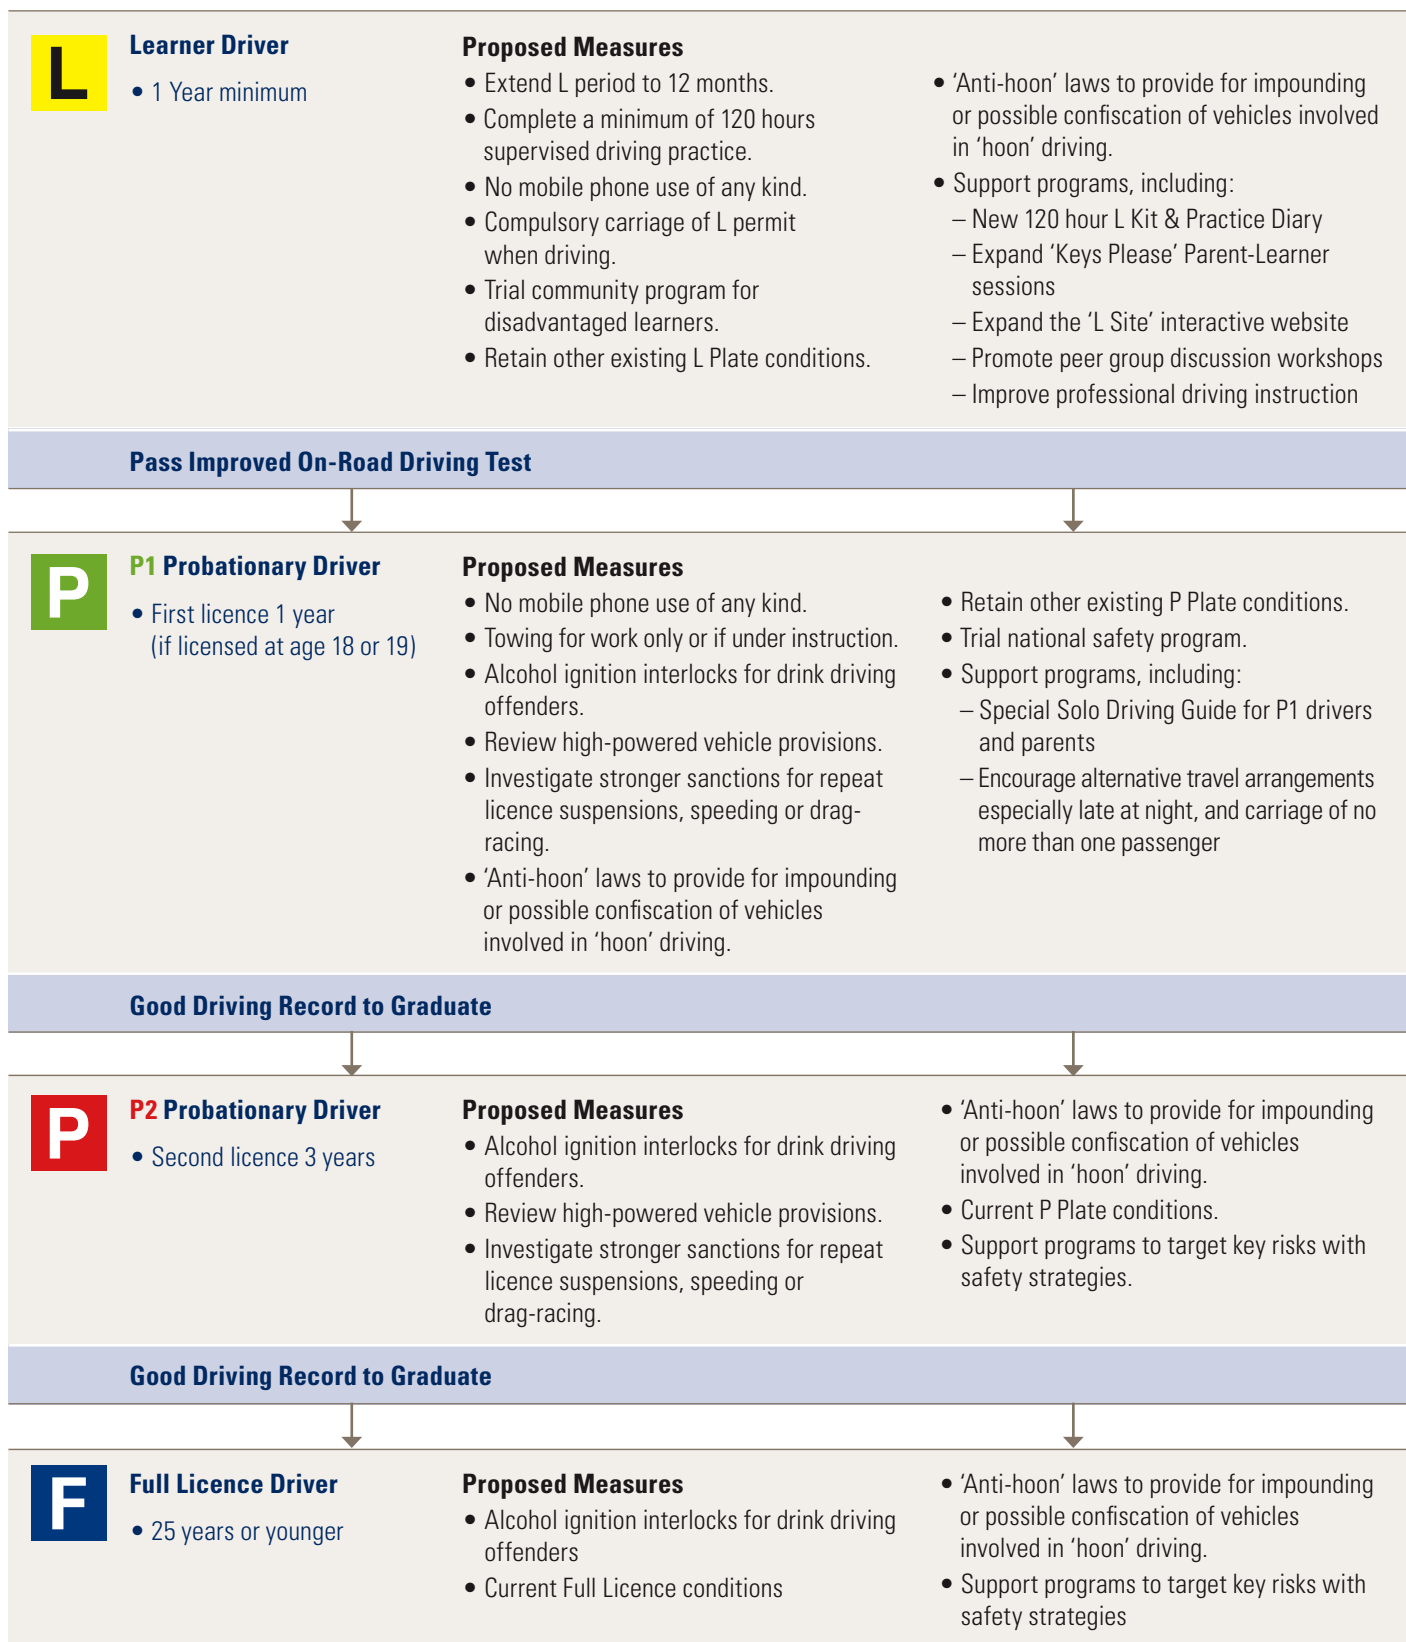 L
Learner Driver
• 1 Year minimum
Proposed Measures
• Extend L period to 12 months.
• Complete a minimum of 120 hours
supervised driving practice.
• No mobile phone use of any kind.
• Compulsory carriage of L permit
when driving.
• Trial community program for
disadvantaged learners.
• Retain other existing L Plate conditions.
• ‘Anti-hoon’ laws to provide for impounding
or possible confiscation of vehicles involved
in ‘hoon’ driving.
• Support programs, including:
– New 120 hour L Kit & Practice Diary
– Expand ‘Keys Please’ Parent-Learner
sessions
– Expand the ‘L Site’ interactive website
– Promote peer group discussion workshops
– Improve professional driving instruction
Pass Improved On-Road Driving Test
P
P1 Probationary Driver
• First licence 1 year
(if licensed at age 18 or 19)
Proposed Measures
• No mobile phone use of any kind.
• Towing for work only or if under instruction.
• Alcohol ignition interlocks for drink driving
offenders.
• Review high-powered vehicle provisions.
• Investigate stronger sanctions for repeat
licence suspensions, speeding or drag-
racing.
• ‘Anti-hoon’ laws to provide for impounding
or possible confiscation of vehicles
involved in ‘hoon’ driving.
• Retain other existing P Plate conditions.
• Trial national safety program.
• Support programs, including:
– Special Solo Driving Guide for P1 drivers
and parents
– Encourage alternative travel arrangements
especially late at night, and carriage of no
more than one passenger
Good Driving Record to Graduate
P
P2 Probationary Driver
• Second licence 3 years
Proposed Measures
• Alcohol ignition interlocks for drink driving
offenders.
• Review high-powered vehicle provisions.
• Investigate stronger sanctions for repeat
licence suspensions, speeding or
drag-racing.
• ‘Anti-hoon’ laws to provide for impounding
or possible confiscation of vehicles
involved in ‘hoon’ driving.
• Current P Plate conditions.
• Support programs to target key risks with
safety strategies.
Good Driving Record to Graduate
F
Full Licence Driver
• 25 years or younger
Proposed Measures
• Alcohol ignition interlocks for drink driving
offenders
• Current Full Licence conditions
• ‘Anti-hoon’ laws to provide for impounding
or possible confiscation of vehicles
involved in ‘hoon’ driving.
• Support programs to target key risks with
safety strategies